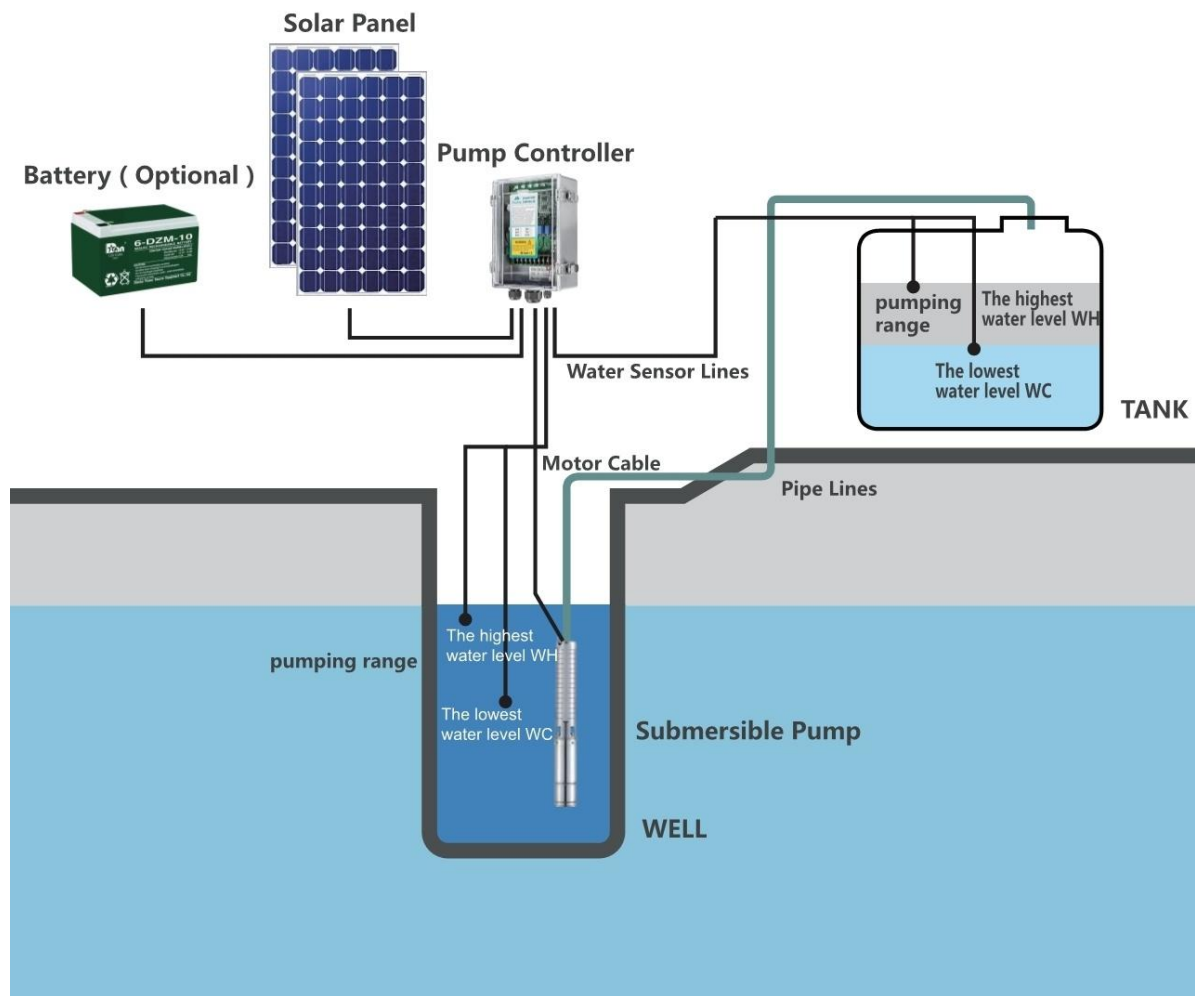 Solar Panel
Pump Controller
Battery ( Optional )
6-DZM-10
pumping
range
The highest
water level WH
The lowest
water level WC
Water Sensor Lines
TANK
Motor Cable
Pipe Lines
The highest
water level WH
pumping range
The lowest
water level WC
Submersible Pump
WELL